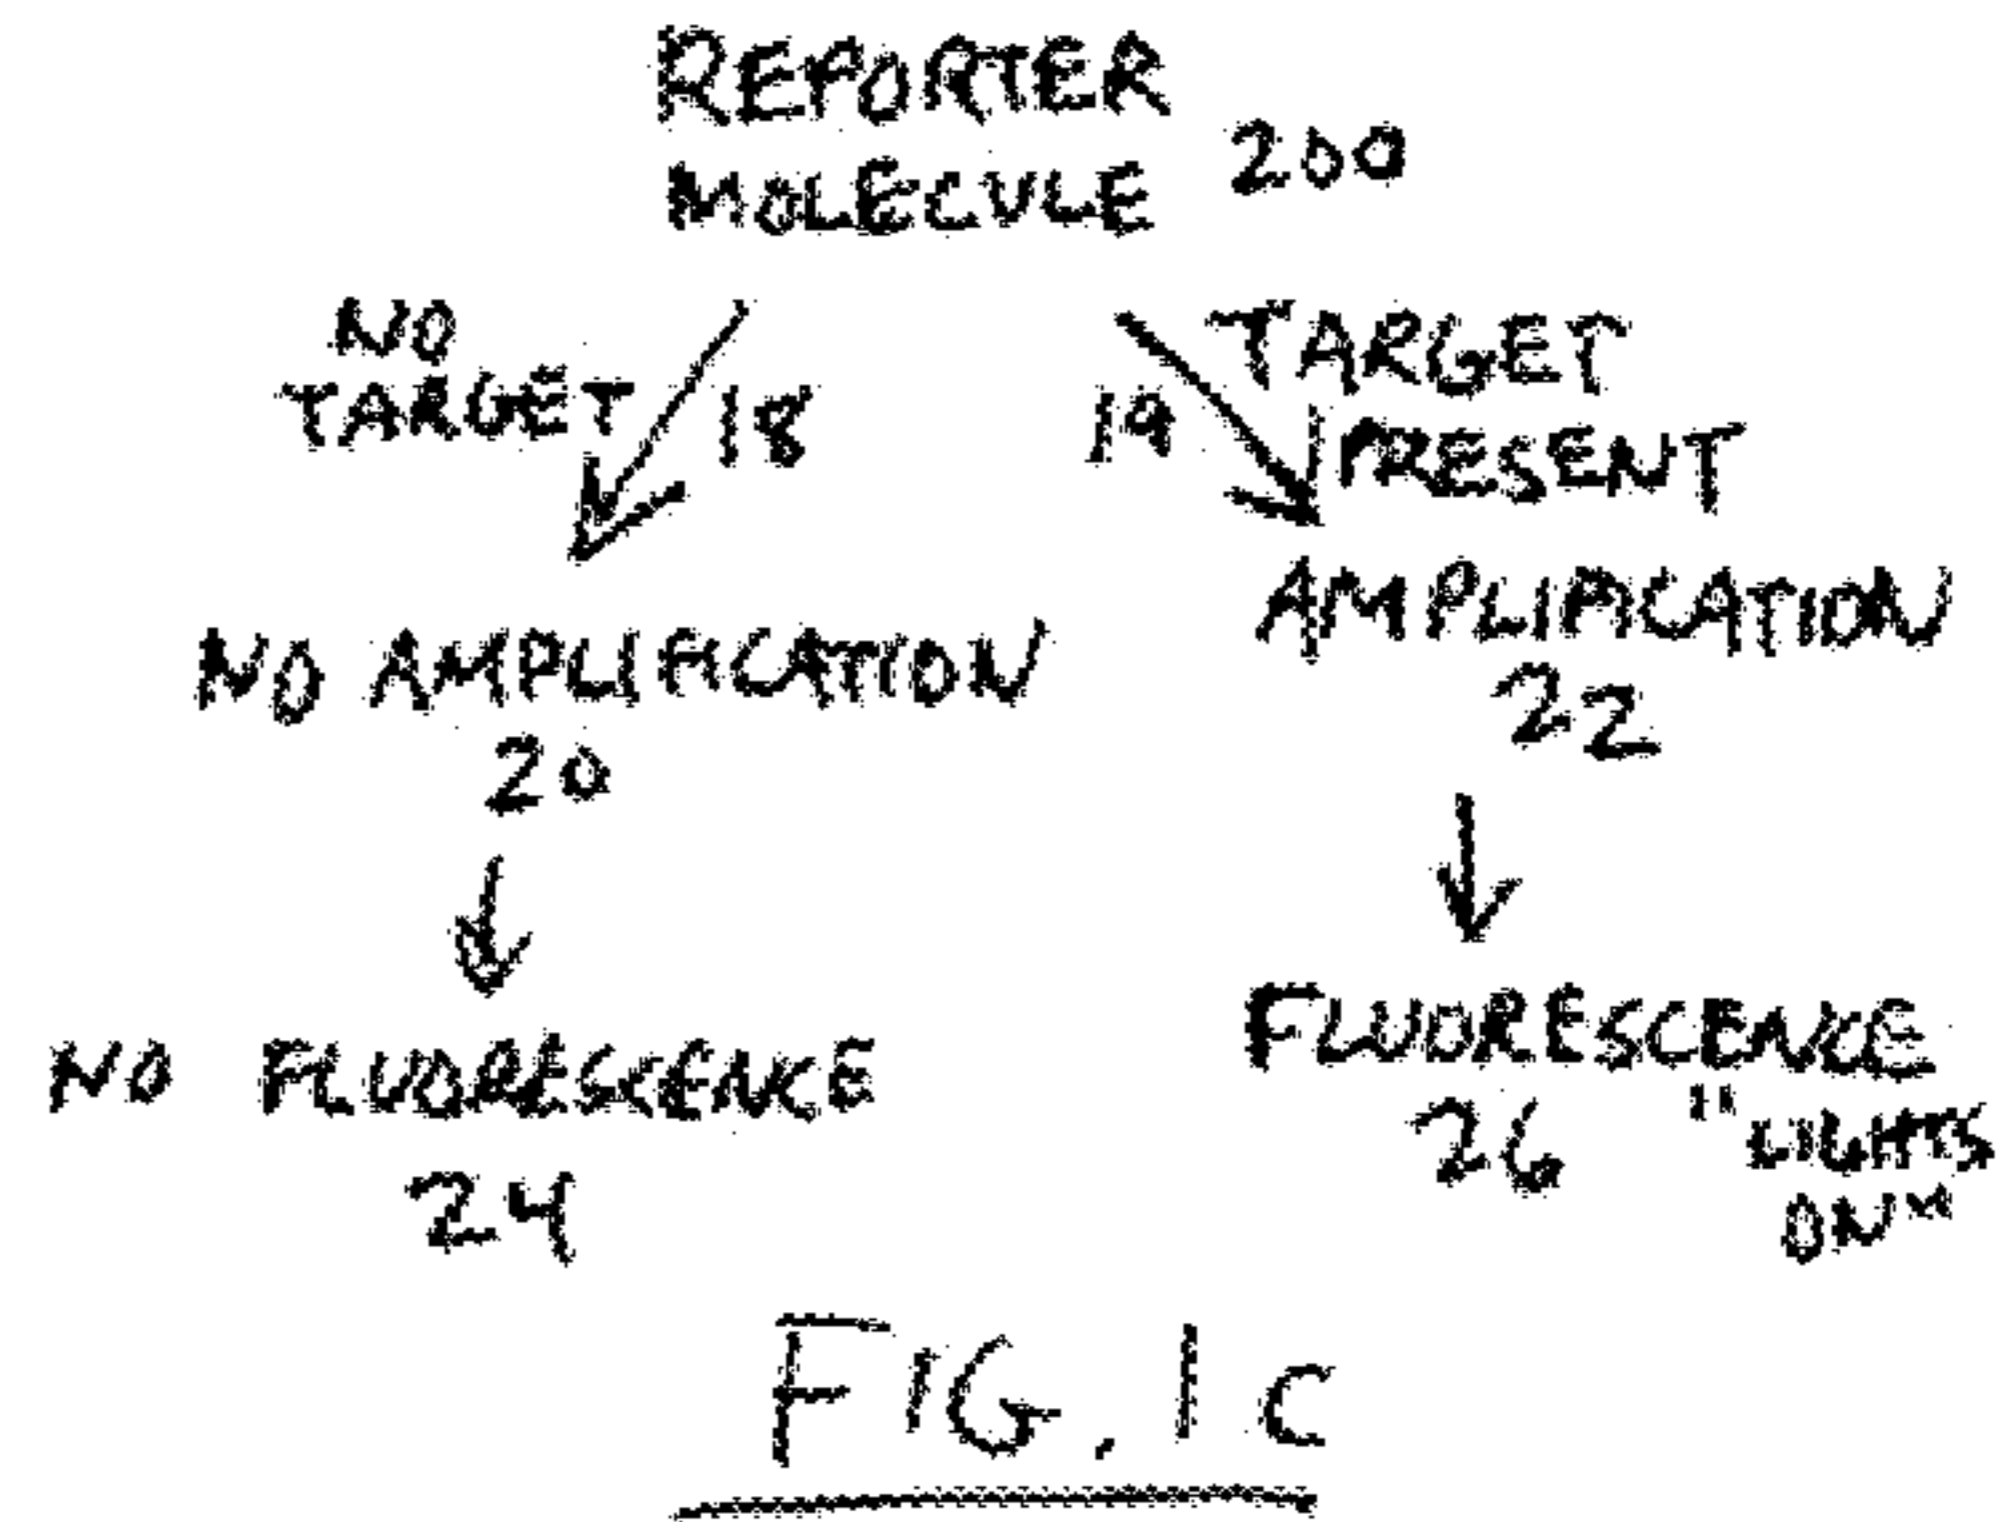 REPORTER
MOLECULE 200
NO
TARGET 18
19 TARGET
PRESENT
NO AMPLIFICATION
20
AMPLIFICATION
22
NO FLUORESCENCE
24
FLUORESCENCE
26 "LIGHTS
ON"
FIG. 1c